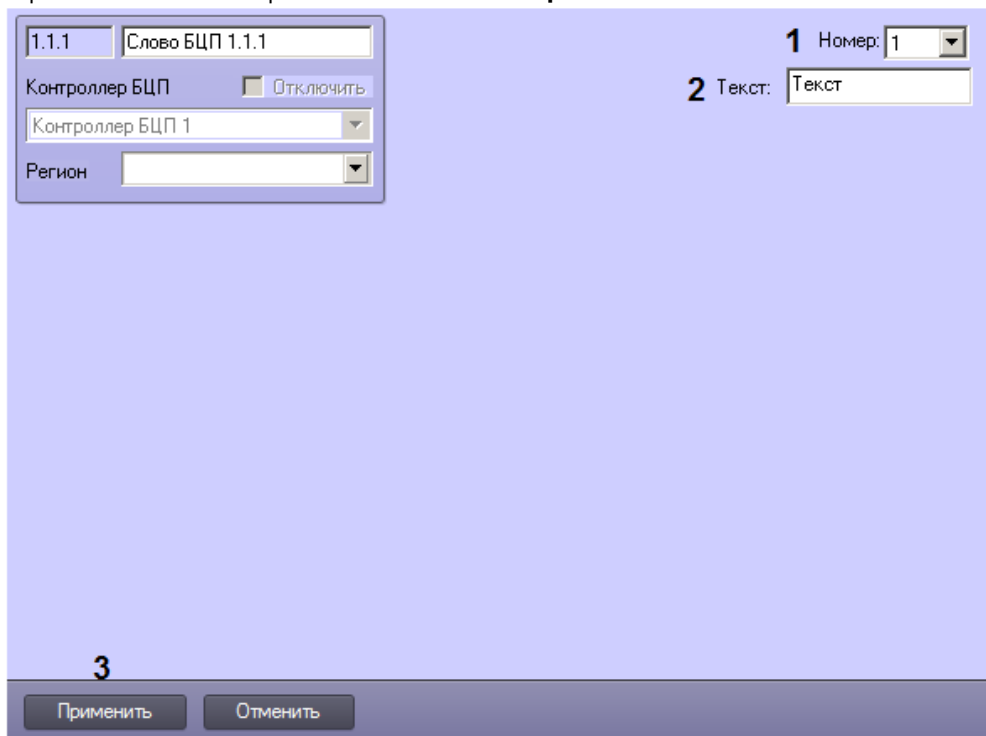 1.1.1 Слово БЦП 1.1.1
1 Номер: 1
Контроллер БЦП Отключить
2 Текст: Текст
Контроллер БЦП 1
Регион
3
Применить Отменить